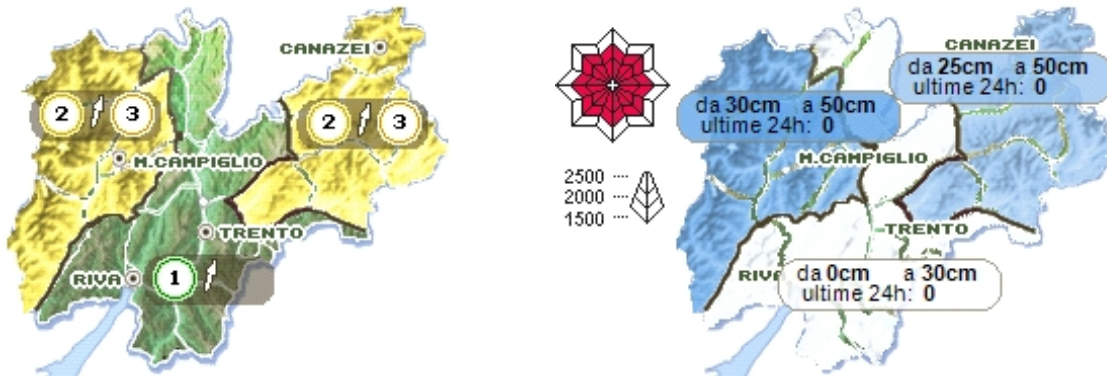 CANAZEI
2 3
2 3
M.CAMPIGLIO
TRENTO
RIVA
1
2500
2000
1500
CANAZEI
da 25cm a 50cm
ultime 24h: 0
da 30cm a 50cm
ultime 24h: 0
M.CAMPIGLIO
TRENTO
RIVA
da 0cm a 30cm
ultime 24h: 0